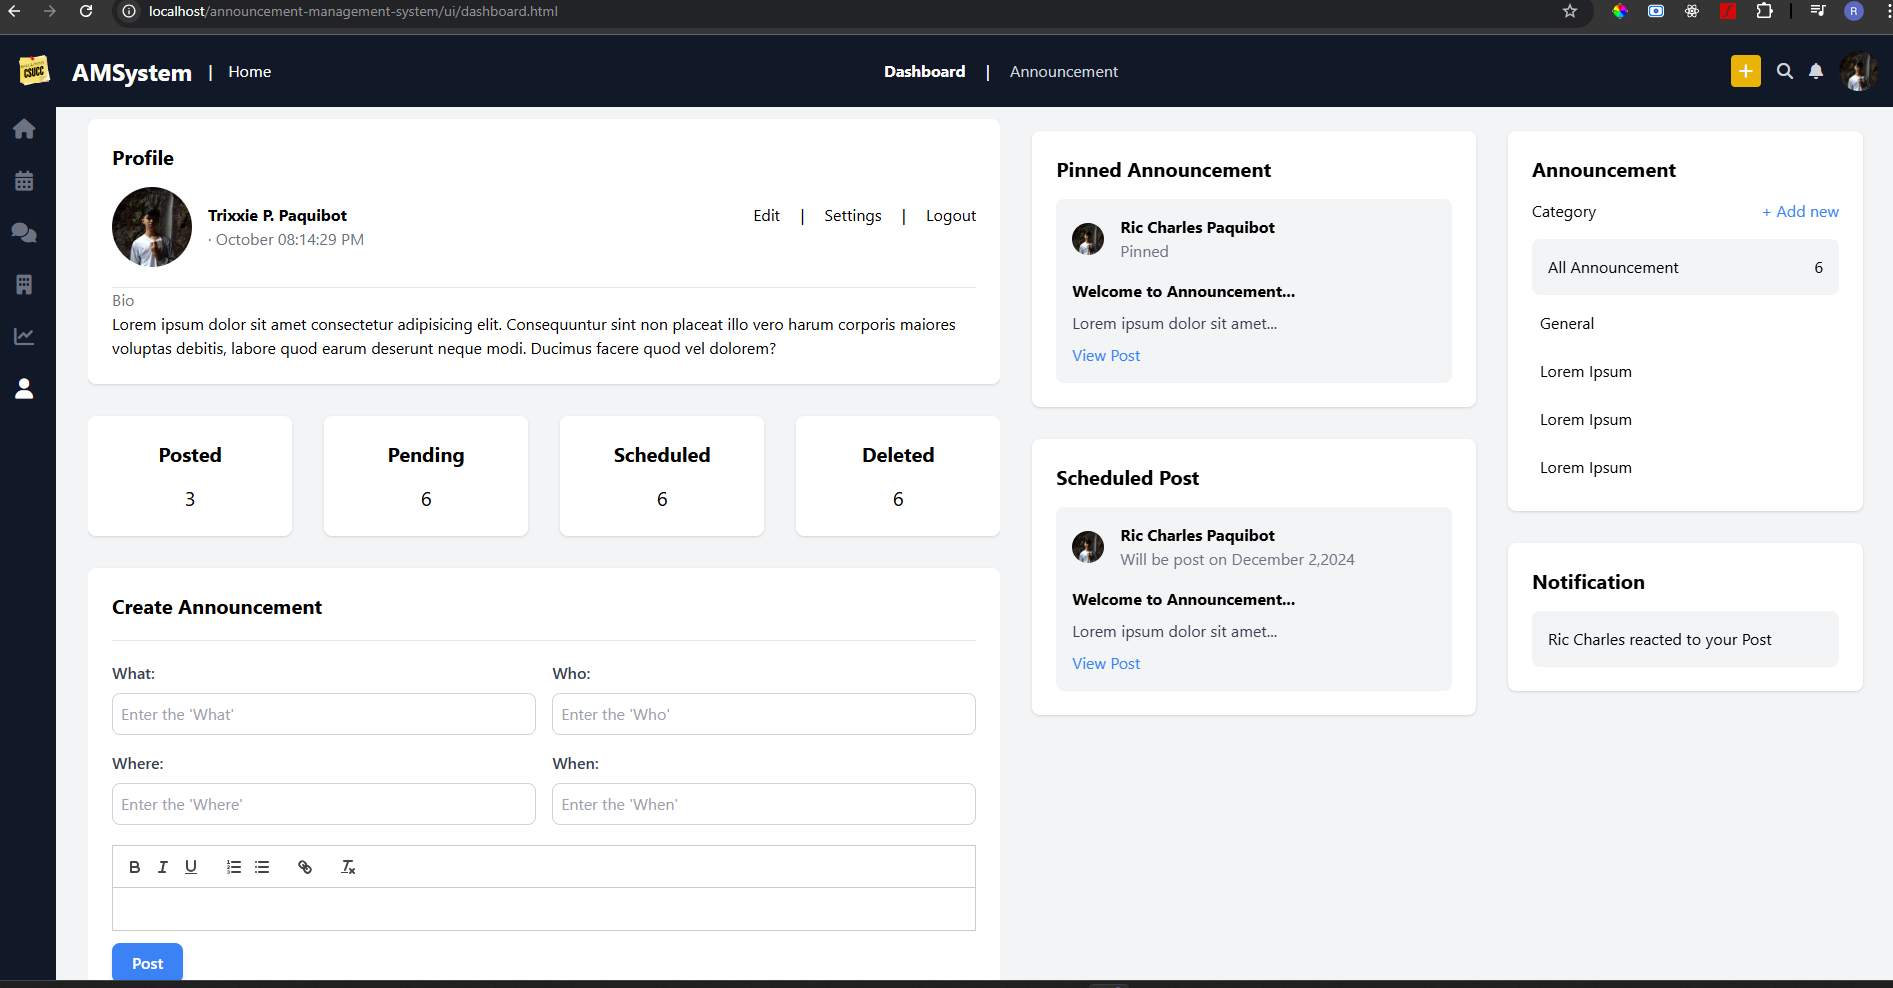 localhost/announcement-management-system/ui/dashboard.html
R
CSUCC
AMSystem | Home
Dashboard | Announcement
Profile
Trixxie P. Paquibot
· October 08:14:29 PM
Edit | Settings | Logout
Bio
Lorem ipsum dolor sit amet consectetur adipisicing elit. Consequuntur sint non placeat illo vero harum corporis maiores
voluptas debitis, labore quod earum deserunt neque modi. Ducimus facere quod vel dolorem?
Posted
3
Pending
6
Scheduled
6
Deleted
6
Create Announcement
What:
Enter the 'What'
Who:
Enter the 'Who'
Where:
Enter the 'Where'
When:
Enter the 'When'
Post
Pinned Announcement
Ric Charles Paquibot
Pinned
Welcome to Announcement...
Lorem ipsum dolor sit amet...
View Post
Scheduled Post
Ric Charles Paquibot
Will be post on December 2,2024
Welcome to Announcement...
Lorem ipsum dolor sit amet...
View Post
Announcement
Category
+ Add new
All Announcement 6
General
Lorem Ipsum
Lorem Ipsum
Lorem Ipsum
Notification
Ric Charles reacted to your Post